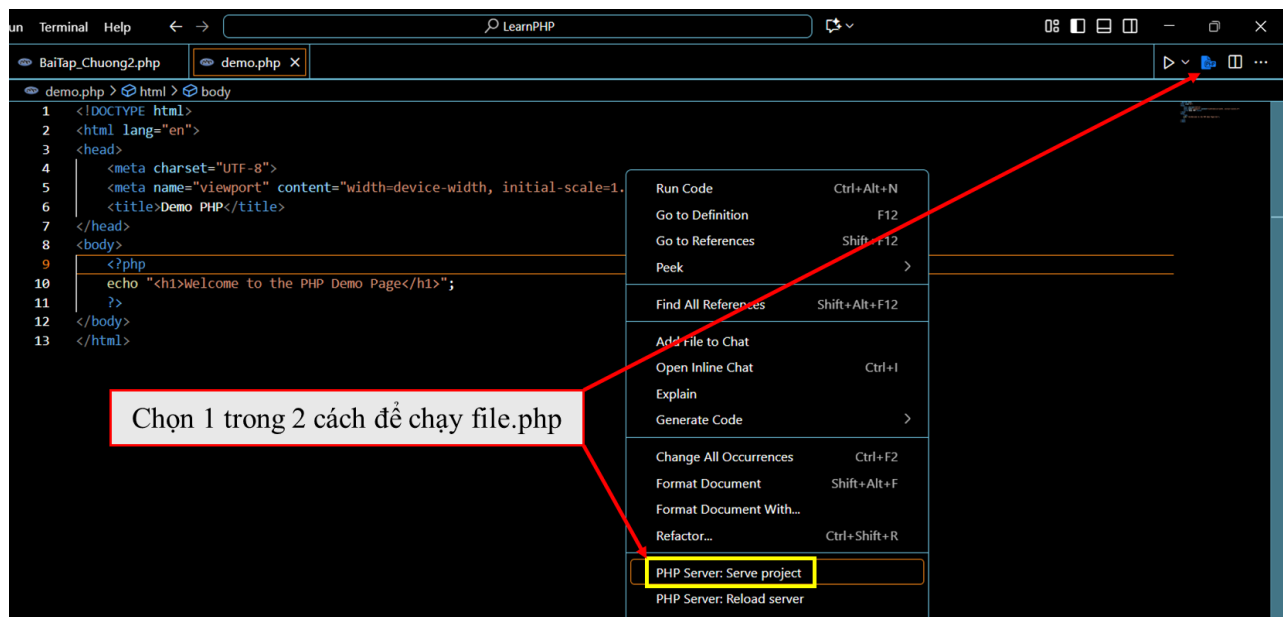 un Terminal Help LearnPHP
BaiTap_Chuong2.php demo.php
demo.php > html > body
1 <!DOCTYPE html>
2 <html lang="en">
3 <head>
4 <meta charset="UTF-8">
5 <meta name="viewport" content="width=device-width, initial-scale=1.
6 <title>Demo PHP</title>
7 </head>
8 <body>
9 <?php
10 echo "<h1>Welcome to the PHP Demo Page</h1>";
11 ?>
12 </body>
13 </html>
Chọn 1 trong 2 cách để chạy file.php
Run Code Ctrl+Alt+N
Go to Definition F12
Go to References Shift+F12
Peek
Find All References Shift+Alt+F12
Add File to Chat
Open Inline Chat Ctrl+I
Explain
Generate Code
Change All Occurrences Ctrl+F2
Format Document Shift+Alt+F
Format Document With...
Refactor... Ctrl+Shift+R
PHP Server: Serve project
PHP Server: Reload server